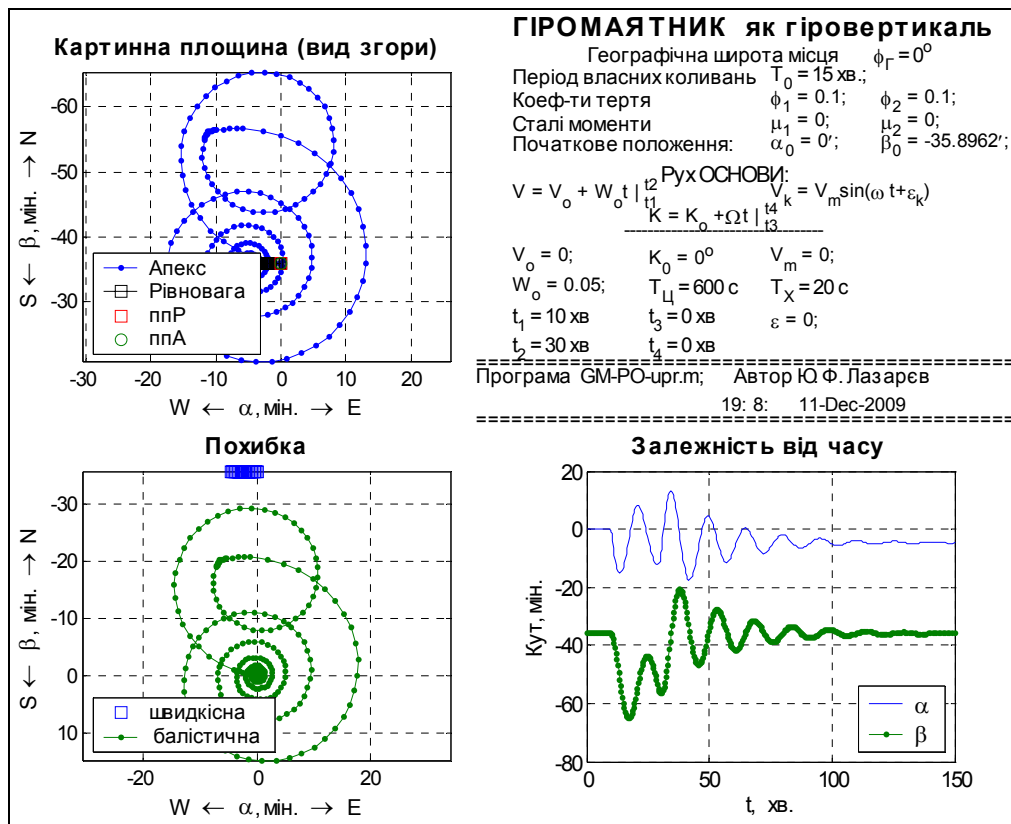 Картинна площина (вид згори)
-60
-50
-40
-30
S ← β, мін. → N
Апекс
Рівновага
ппР
ппА
-30 -20 -10 0 10 20
W ← α, мін. → E
ГІРОМАЯТНИК як гіровертикаль
Географічна широта місця ϕГ = 0°
Період власних коливань T0 = 15 хв.;
Коеф-ти тертя ϕ1 = 0.1; ϕ2 = 0.1;
Сталі моменти μ1 = 0; μ2 = 0;
Початкове положення: α0 = 0′; β0 = -35.8962′;
Рух ОСНОВИ:
V = Vo + Wo t |t1 t2 Vk = Vm sin(ω t+εk)
K = Ko +Ωt |t3 t4
------------------------------------
Vo = 0; K0 = 0° Vm = 0;
Wo = 0.05; TЦ = 600 c TX = 20 c
t1 = 10 хв t3 = 0 хв ε = 0;
t2 = 30 хв t4 = 0 хв
==============================================
Програма GM-PO-upr.m; Автор Ю. Ф. Лазарєв
19: 8: 11-Dec-2009
==============================================
Похибка
-30
-20
-10
0
10
S ← β, мін. → N
швидкісна
балістична
-20 0 20
W ← α, мін. → E
Залежність від часу
20
0
-20
-40
-60
-80
Кут, мін.
α
β
0 50 100 150
t, хв.